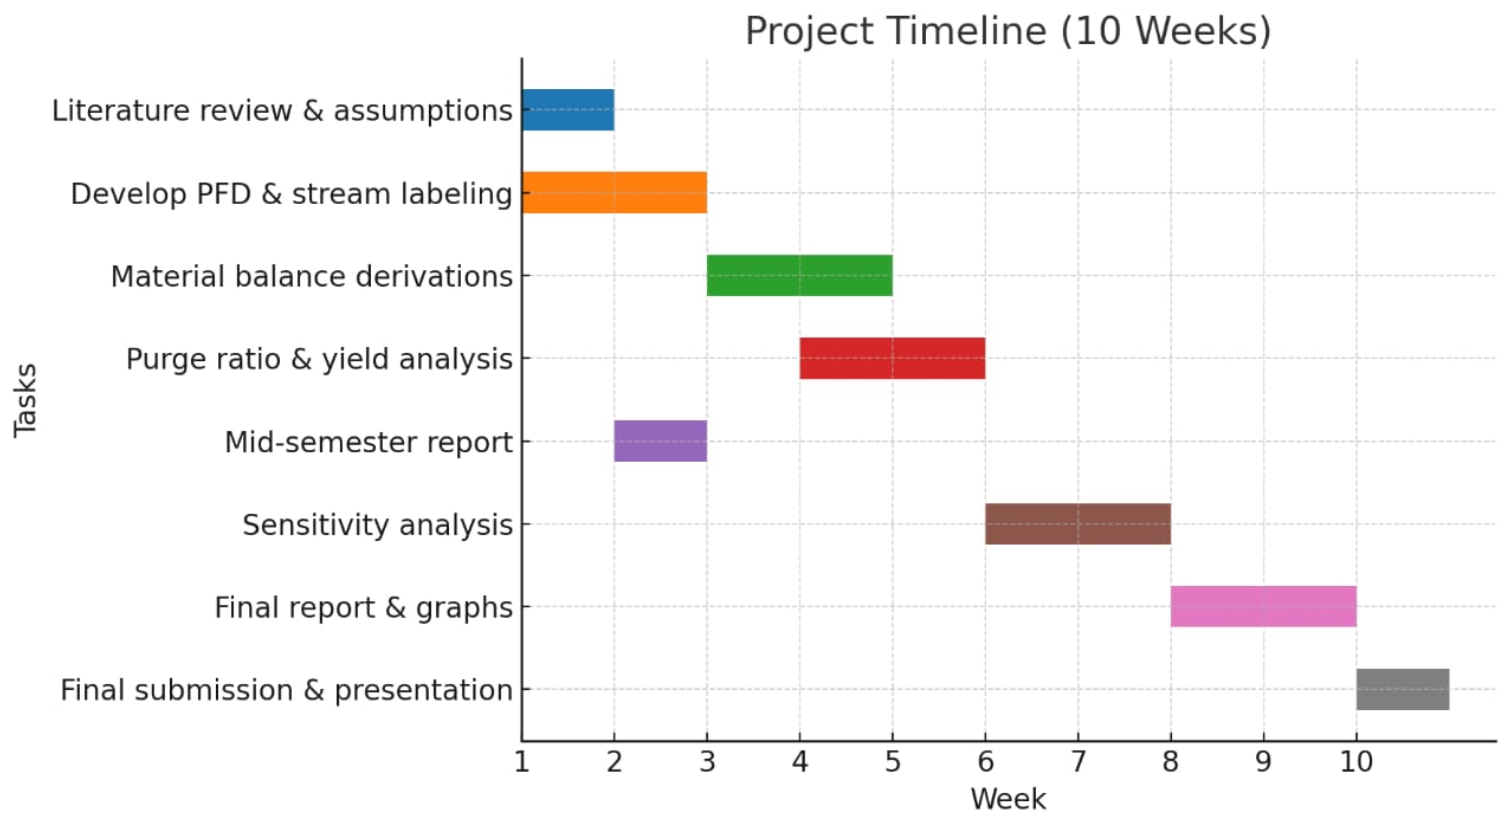 Project Timeline (10 Weeks)
Literature review & assumptions
Develop PFD & stream labeling
Material balance derivations
Purge ratio & yield analysis
Mid-semester report
Sensitivity analysis
Final report & graphs
Final submission & presentation
Tasks
1 2 3 4 5 6 7 8 9 10
Week